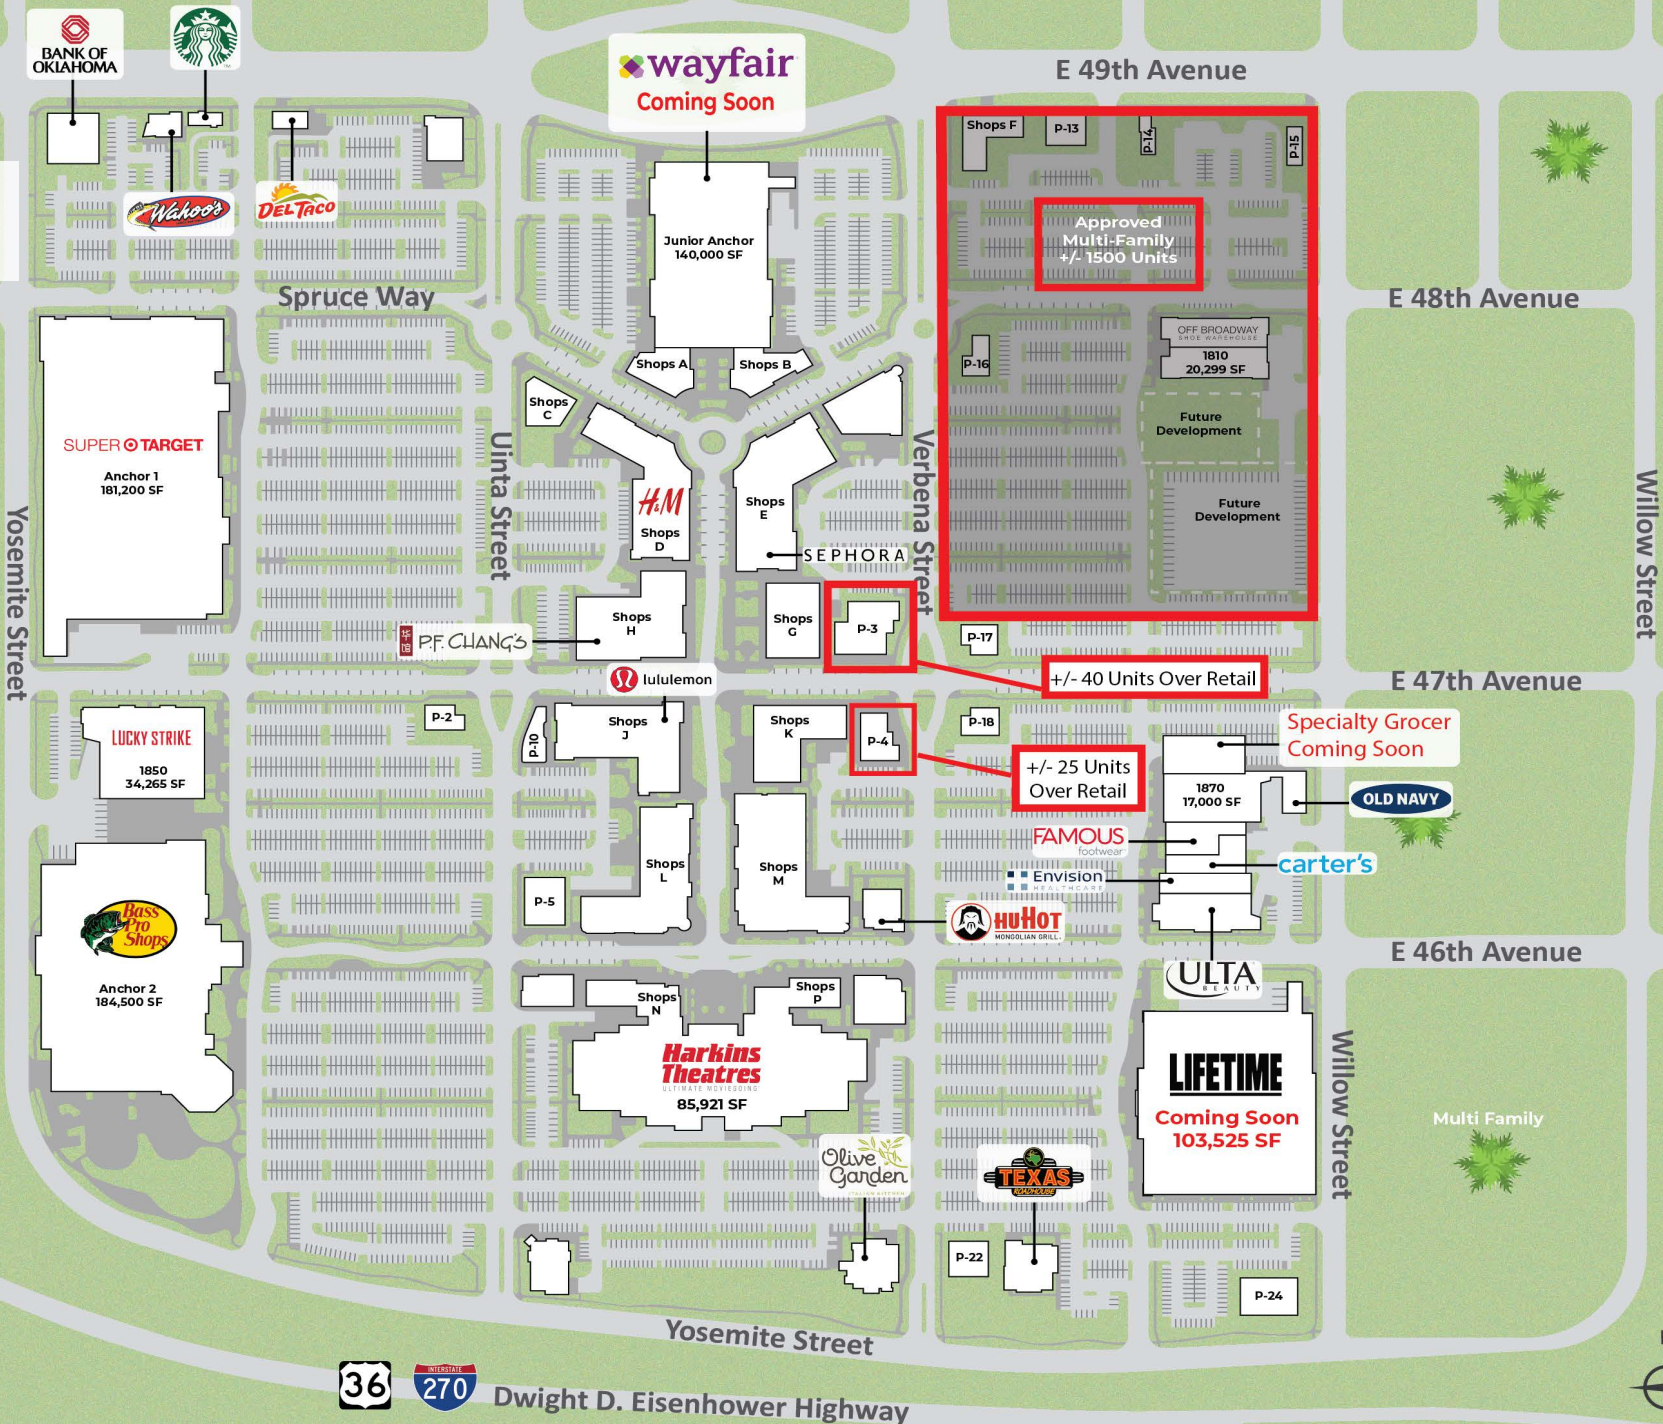 BANK OF
OKLAHOMA
wayfair
Coming Soon
E 49th Avenue
Wahoo's
DEL TACO
Shops F
P-13
P-14
P-15
Approved
Multi-Family
+/- 1500 Units
Junior Anchor
140,000 SF
Spruce Way
E 48th Avenue
OFF BROADWAY
SHOE WAREHOUSE
1810
20,299 SF
P-16
Shops A
Shops B
Shops
C
Future
Development
SUPER TARGET
Anchor 1
181,200 SF
Uinta Street
Verbena Street
H&M
Shops
D
Shops
E
SEPHORA
Future
Development
Yosemite Street
Willow Street
Shops
H
P.F. CHANG'S
Shops
G
P-3
P-17
+/- 40 Units Over Retail
E 47th Avenue
lululemon
P-2
P-10
Shops
J
Shops
K
P-4
P-18
Specialty Grocer
Coming Soon
LUCKY STRIKE
1850
34,265 SF
+/- 25 Units
Over Retail
1870
17,000 SF
OLD NAVY
FAMOUS
footwear
carter's
Envision
HEALTHCARE
Shops
L
Shops
M
P-5
HUHOT
MONGOLIAN GRILL
Bass
Pro
Shops
Anchor 2
184,500 SF
E 46th Avenue
ULTA
BEAUTY
Shops
N
Shops
P
Harkins
Theatres
ULTIMATE MOVIEGOING
85,921 SF
LIFETIME
Coming Soon
103,525 SF
Willow Street
Multi Family
Olive
Garden
ITALIAN KITCHEN
TEXAS
ROADHOUSE
P-22
P-24
Yosemite Street
36
INTERSTATE
270
Dwight D. Eisenhower Highway